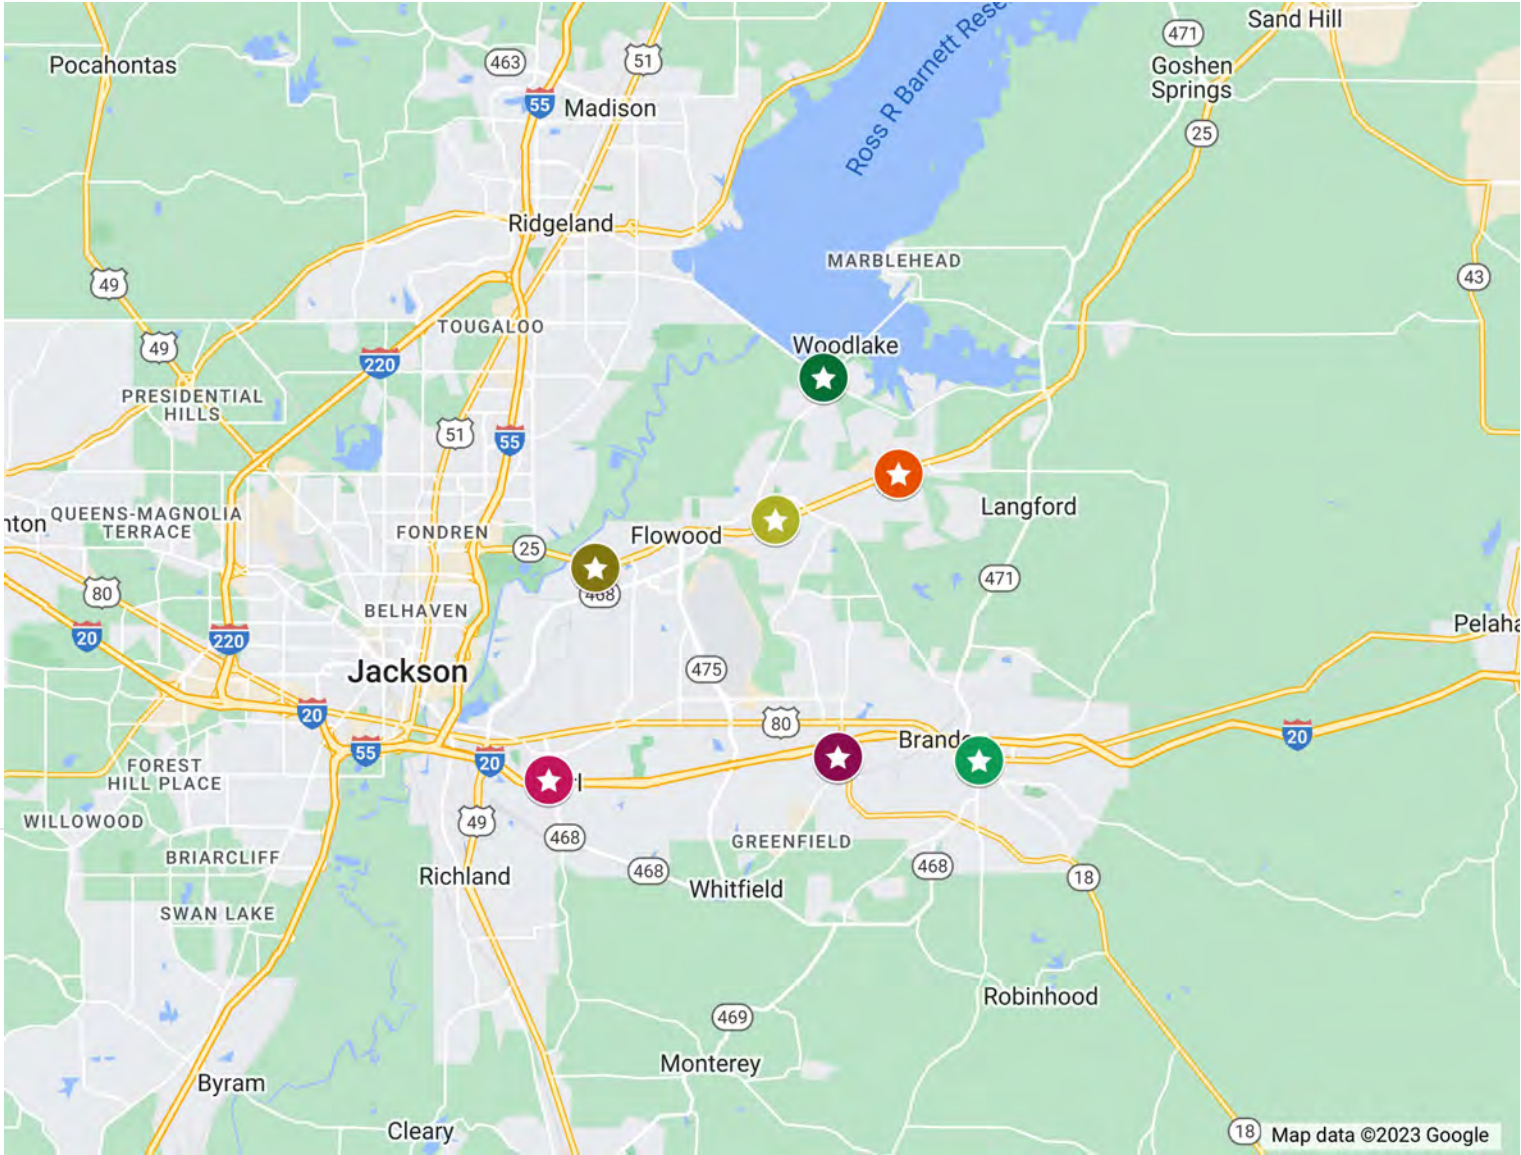 Sand Hill
471
Pocahontas
463
51
Goshen
Springs
55
Madison
Ross R Barnett Rese
25
Ridgeland
MARBLEHEAD
49
43
TOUGALOO
49
Woodlake
220
PRESIDENTIAL
HILLS
51
55
Langford
QUEENS-MAGNOLIA
TERRACE
nton
FONDREN
25
Flowood
471
80
468
BELHAVEN
20
220
Pelaha
Jackson
475
20
80
20
55
20
Brand
l
FOREST
HILL PLACE
49
WILLOWOOD
468
GREENFIELD
BRIARCLIFF
468
468
Richland
Whitfield
18
SWAN LAKE
Robinhood
469
Monterey
Byram
Cleary
18
Map data ©2023 Google